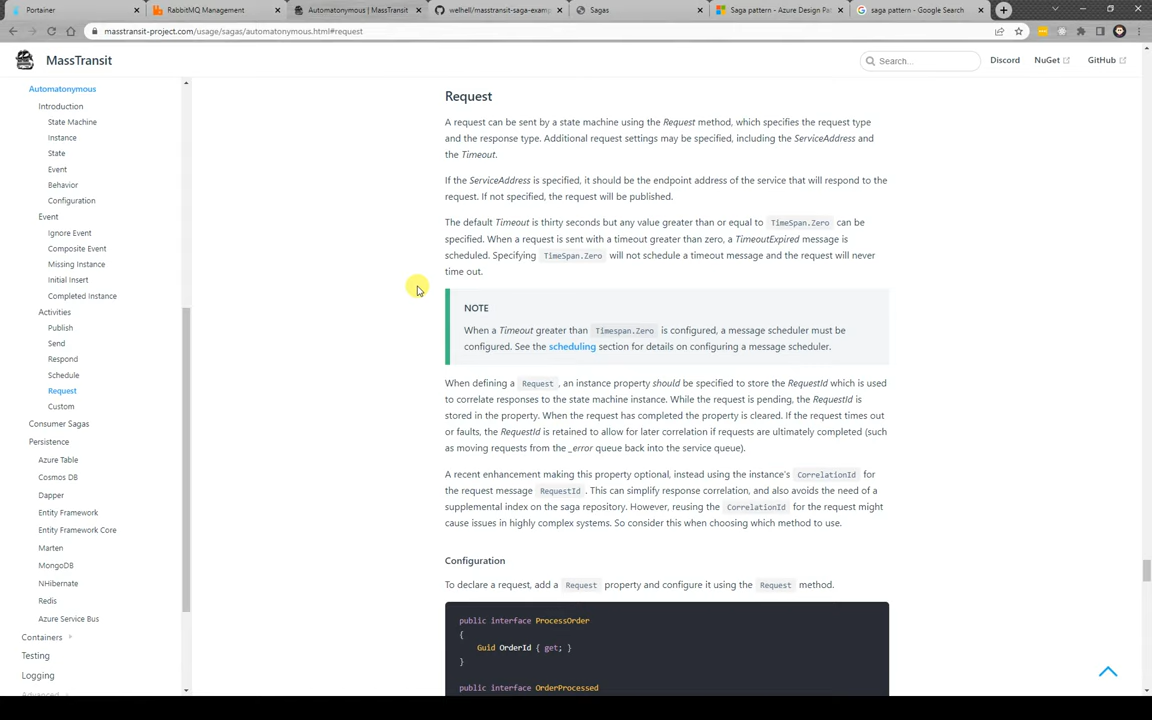 Portainer
RabbitMQ Management
Automatonymous | MassTransit
welhell/masstransit-saga-exam
Sagas
Saga pattern - Azure Design Pa
saga pattern - Google Search
masstransit-project.com/usage/sagas/automatonymous.html#request
MassTransit
Search...
Discord
NuGet
GitHub
Automatonymous
Introduction
State Machine
Instance
State
Event
Behavior
Configuration
Event
Ignore Event
Composite Event
Missing Instance
Initial Insert
Completed Instance
Activities
Publish
Send
Respond
Schedule
Request
Custom
Consumer Sagas
Persistence
Azure Table
Cosmos DB
Dapper
Entity Framework
Entity Framework Core
Marten
MongoDB
NHibernate
Redis
Azure Service Bus
Containers
Testing
Logging
Advanced
Request
A request can be sent by a state machine using the Request method, which specifies the request type
and the response type. Additional request settings may be specified, including the ServiceAddress and
the Timeout.
If the ServiceAddress is specified, it should be the endpoint address of the service that will respond to the
request. If not specified, the request will be published.
The default Timeout is thirty seconds but any value greater than or equal to TimeSpan.Zero can be
specified. When a request is sent with a timeout greater than zero, a TimeoutExpired message is
scheduled. Specifying TimeSpan.Zero will not schedule a timeout message and the request will never
time out.
NOTE
When a Timeout greater than Timespan.Zero is configured, a message scheduler must be
configured. See the scheduling section for details on configuring a message scheduler.
When defining a Request, an instance property should be specified to store the RequestId which is used
to correlate responses to the state machine instance. While the request is pending, the RequestId is
stored in the property. When the request has completed the property is cleared. If the request times out
or faults, the RequestId is retained to allow for later correlation if requests are ultimately completed (such
as moving requests from the _error queue back into the service queue).
A recent enhancement making this property optional, instead using the instance's CorrelationId for
the request message RequestId. This can simplify response correlation, and also avoids the need of a
supplemental index on the saga repository. However, reusing the CorrelationId for the request might
cause issues in highly complex systems. So consider this when choosing which method to use.
Configuration
To declare a request, add a Request property and configure it using the Request method.
public interface ProcessOrder
{
Guid OrderId { get; }
}
public interface OrderProcessed